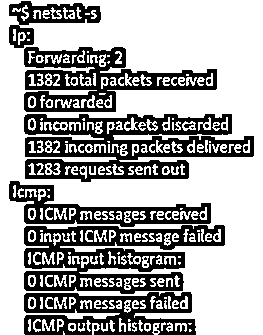 ~$ netstat -s
Ip:
Forwarding: 2
1382 total packets received
0 forwarded
0 incoming packets discarded
1382 incoming packets delivered
1283 requests sent out
Icmp:
0 ICMP messages received
0 input ICMP message failed
ICMP input histogram:
0 ICMP messages sent
0 ICMP messages failed
ICMP output histogram: